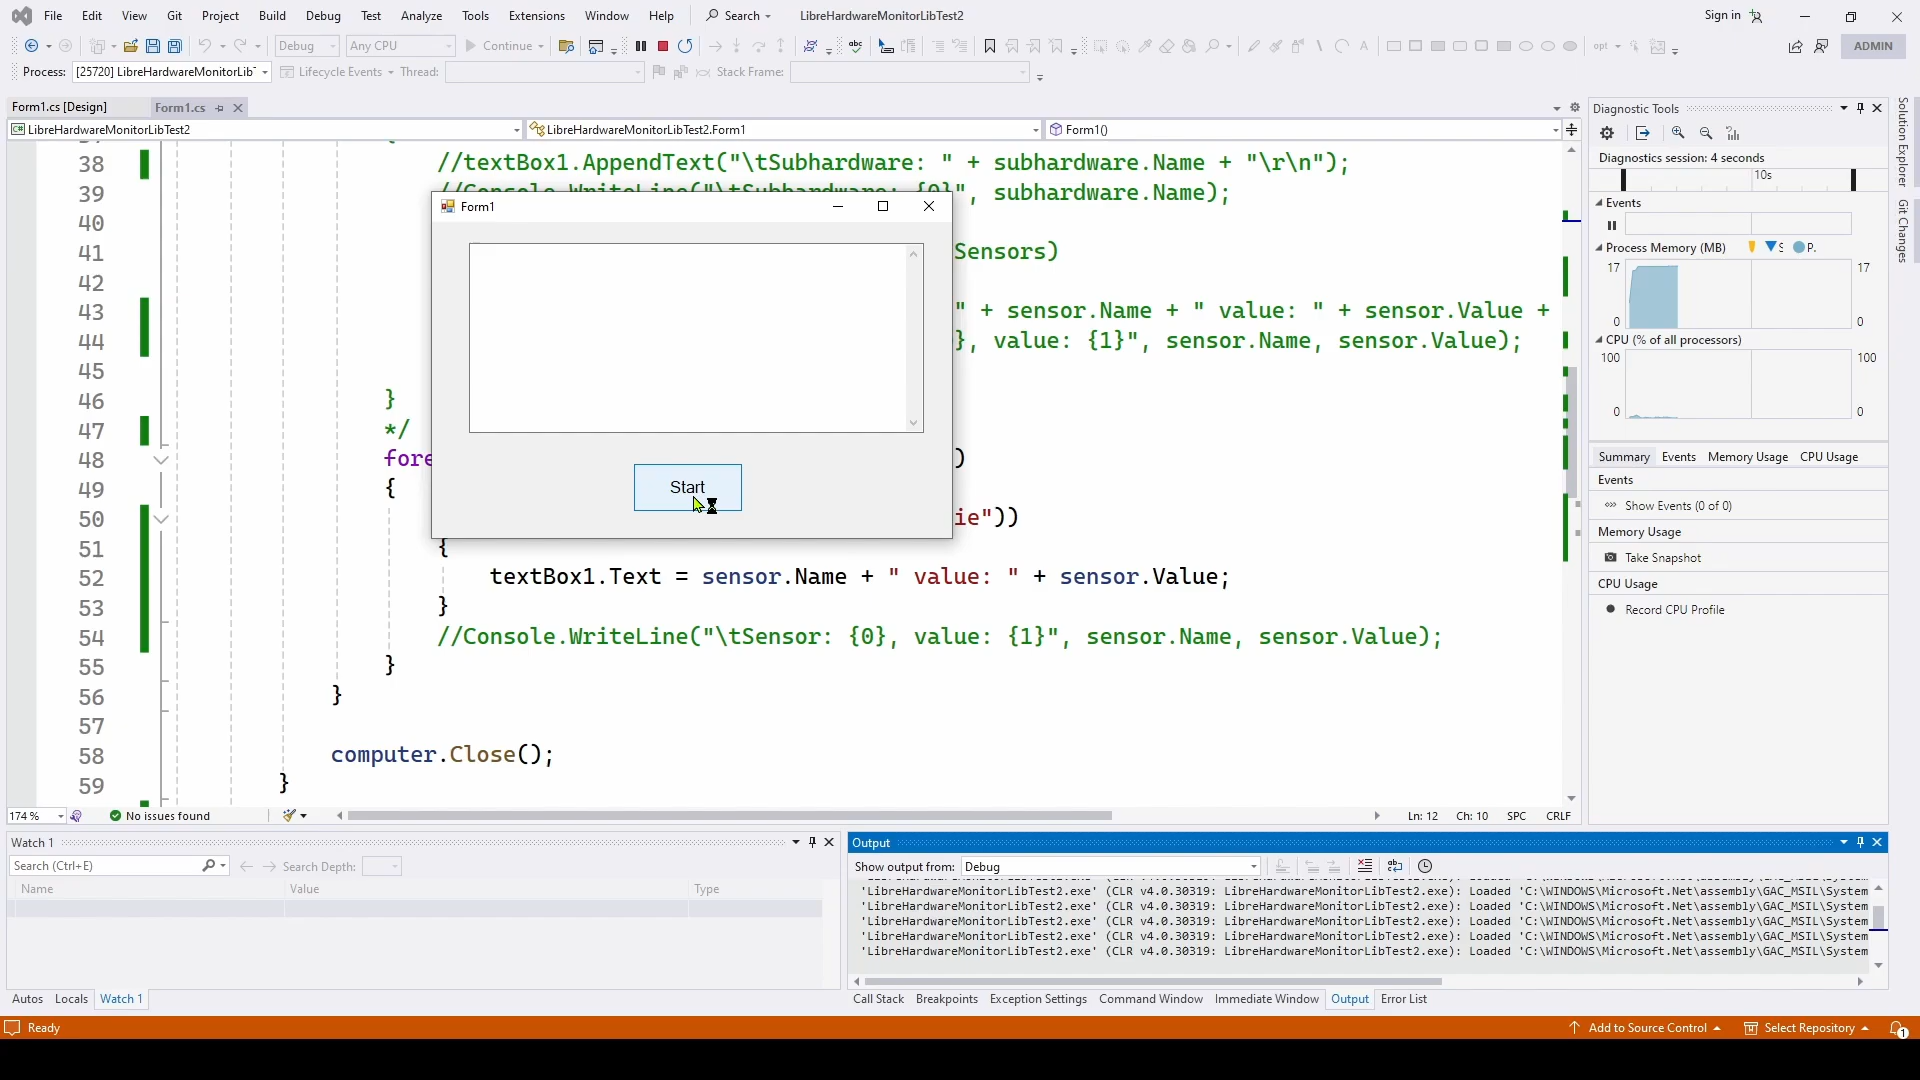 File Edit View Git Project Build Debug Test Analyze Tools Extensions Window Help Search LibreHardwareMonitorLibTest2 Sign in
Debug Any CPU Continue abc opt ADMIN
Process: [25720] LibreHardwareMonitorLib Lifecycle Events Thread: Stack Frame:
Form1.cs [Design] Form1.cs
LibreHardwareMonitorLibTest2 LibreHardwareMonitorLibTest2.Form1 Form1()
38 //textBox1.AppendText("\tSubhardware: " + subhardware.Name + "\r\n");
39 //Console.WriteLine("\tSubhardware: {0}", subhardware.Name);
40
41 Sensors)
42
43 " + sensor.Name + " value: " + sensor.Value +
44 }, value: {1}", sensor.Name, sensor.Value);
45
46 }
47 */
48 fore )
49 {
50 ie"))
51 {
52 textBox1.Text = sensor.Name + " value: " + sensor.Value;
53 }
54 //Console.WriteLine("\tSensor: {0}, value: {1}", sensor.Name, sensor.Value);
55 }
56 }
57
58 computer.Close();
59 }
Form1
Start
174 % No issues found Ln: 12 Ch: 10 SPC CRLF
Diagnostic Tools
Diagnostics session: 4 seconds
10s
Events
Process Memory (MB) S P.
17 17
0 0
CPU (% of all processors)
100 100
0 0
Summary Events Memory Usage CPU Usage
Events
Show Events (0 of 0)
Memory Usage
Take Snapshot
CPU Usage
Record CPU Profile
Solution Explorer
Git Changes
Watch 1
Search (Ctrl+E) Search Depth:
Name Value Type
Autos Locals Watch 1
Output
Show output from: Debug
'LibreHardwareMonitorLibTest2.exe' (CLR v4.0.30319: LibreHardwareMonitorLibTest2.exe): Loaded 'C:\WINDOWS\Microsoft.Net\assembly\GAC_MSIL\System
'LibreHardwareMonitorLibTest2.exe' (CLR v4.0.30319: LibreHardwareMonitorLibTest2.exe): Loaded 'C:\WINDOWS\Microsoft.Net\assembly\GAC_MSIL\System
'LibreHardwareMonitorLibTest2.exe' (CLR v4.0.30319: LibreHardwareMonitorLibTest2.exe): Loaded 'C:\WINDOWS\Microsoft.Net\assembly\GAC_MSIL\System
'LibreHardwareMonitorLibTest2.exe' (CLR v4.0.30319: LibreHardwareMonitorLibTest2.exe): Loaded 'C:\WINDOWS\Microsoft.Net\assembly\GAC_MSIL\System
'LibreHardwareMonitorLibTest2.exe' (CLR v4.0.30319: LibreHardwareMonitorLibTest2.exe): Loaded 'C:\WINDOWS\Microsoft.Net\assembly\GAC_MSIL\System
Call Stack Breakpoints Exception Settings Command Window Immediate Window Output Error List
Ready Add to Source Control Select Repository 1